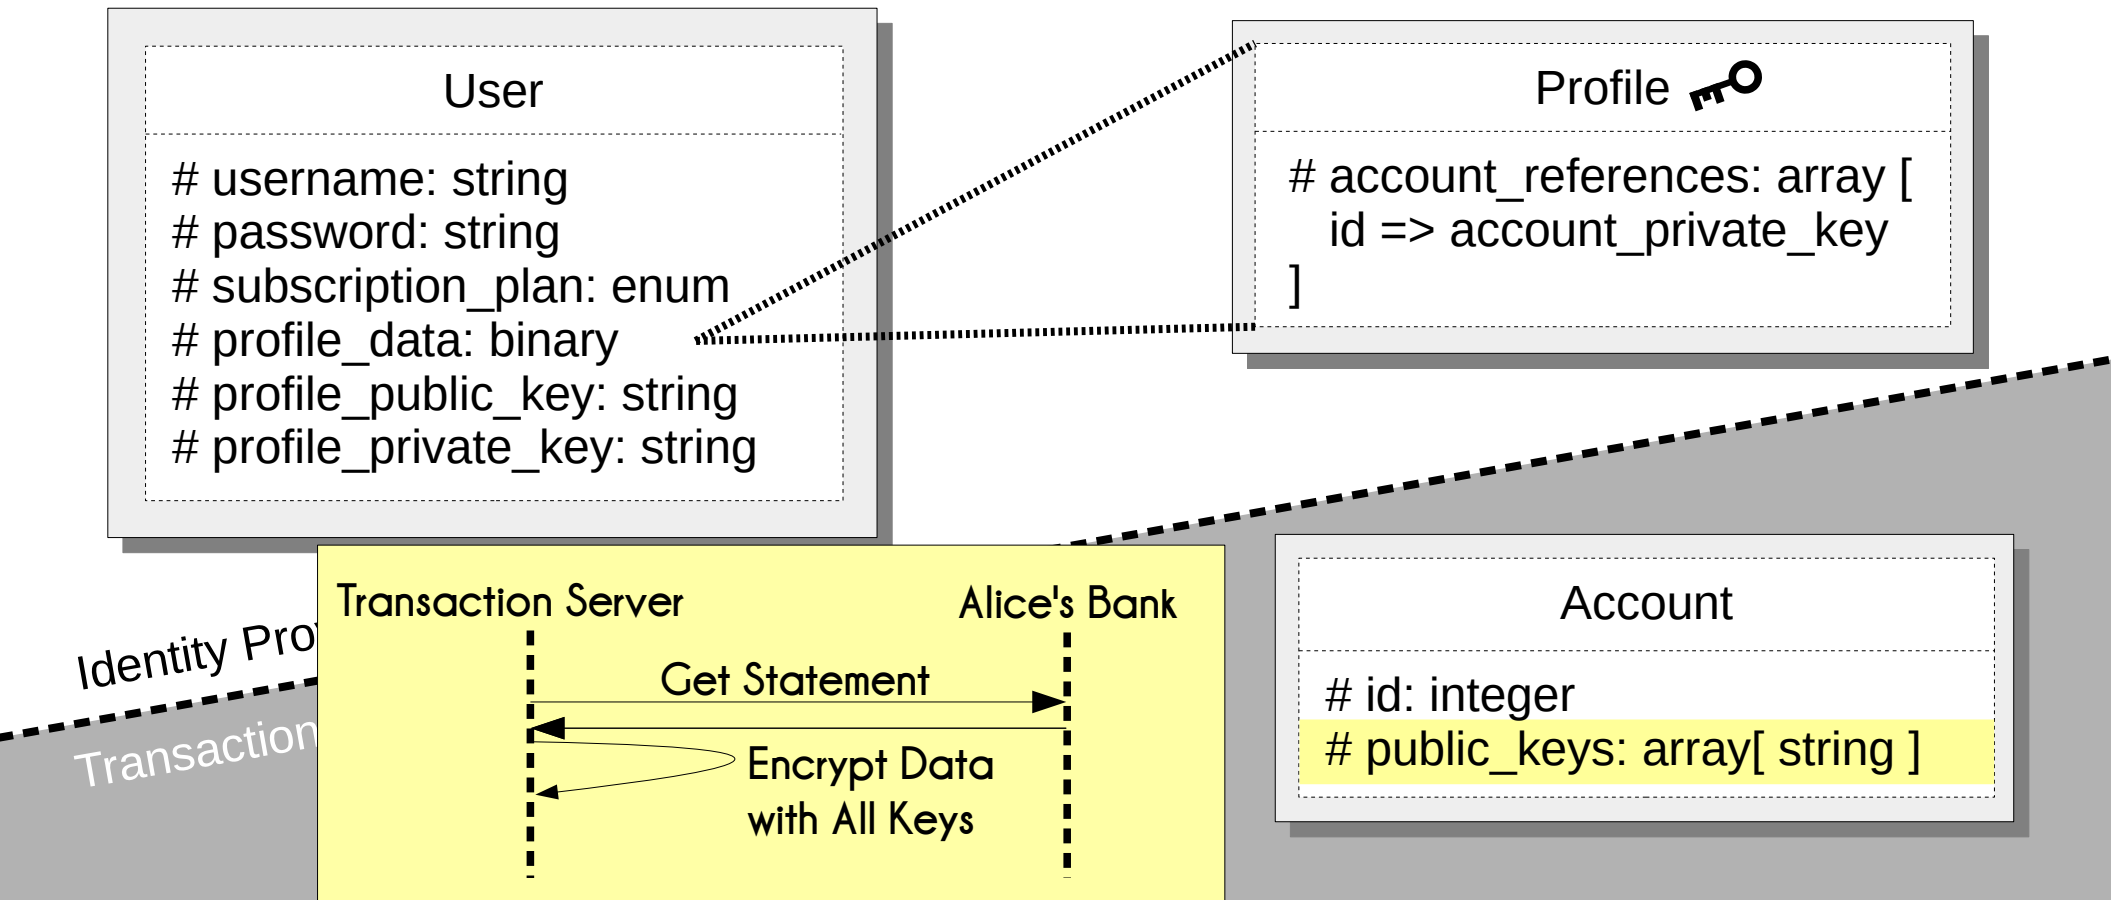 User
# username: string
# password: string
# subscription_plan: enum
# profile_data: binary
# profile_public_key: string
# profile_private_key: string
Profile
# account_references: array [
id => account_private_key
]
Identity
Transaction
Transaction Server
Alice's Bank
Get Statement
Encrypt Data
with All Keys
Account
# id: integer
# public_keys: array[ string ]